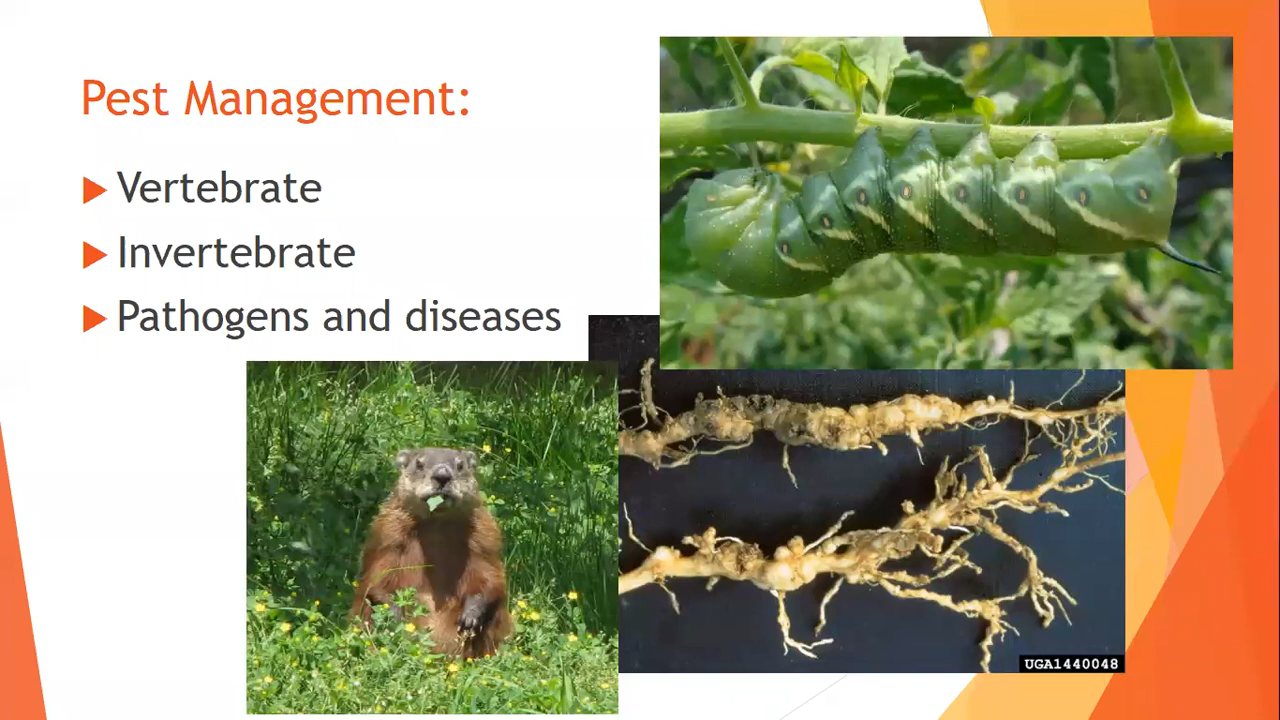 Pest Management:
Vertebrate
Invertebrate
Pathogens and diseases
UGA1440048